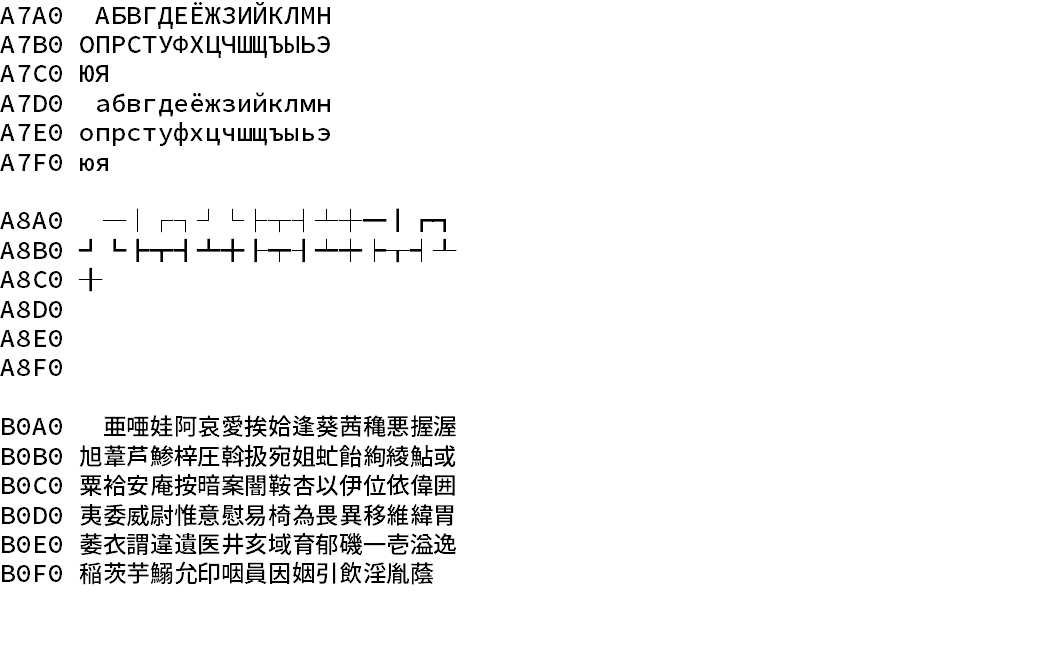 A7A0  АБВГДЕЁЖЗИЙКЛМН
A7B0 ОПРСТУФХЦЧШЩЪЫЬЭ
A7C0 ЮЯ
A7D0  абвгдеёжзийклмн
A7E0 опрстуфхцчшщъыьэ
A7F0 юя
A8A0  ─│┌┐┘└├┬┤┴┼━┃┏┓
A8B0 ┛┗┣┳┫┻╋┠┯┨┷┿┝┰┥┸
A8C0 ╂
A8D0
A8E0
A8F0
B0A0  亜唖娃阿哀愛挨姶逢葵茜穐悪握渥
B0B0 旭葦芦鯵梓圧斡扱宛姐虻飴絢綾鮎或
B0C0 粟袷安庵按暗案闇鞍杏以伊位依偉囲
B0D0 夷委威尉惟意慰易椅為畏異移維緯胃
B0E0 萎衣謂違遺医井亥域育郁磯一壱溢逸
B0F0 稲茨芋鰯允印咽員因姻引飲淫胤蔭